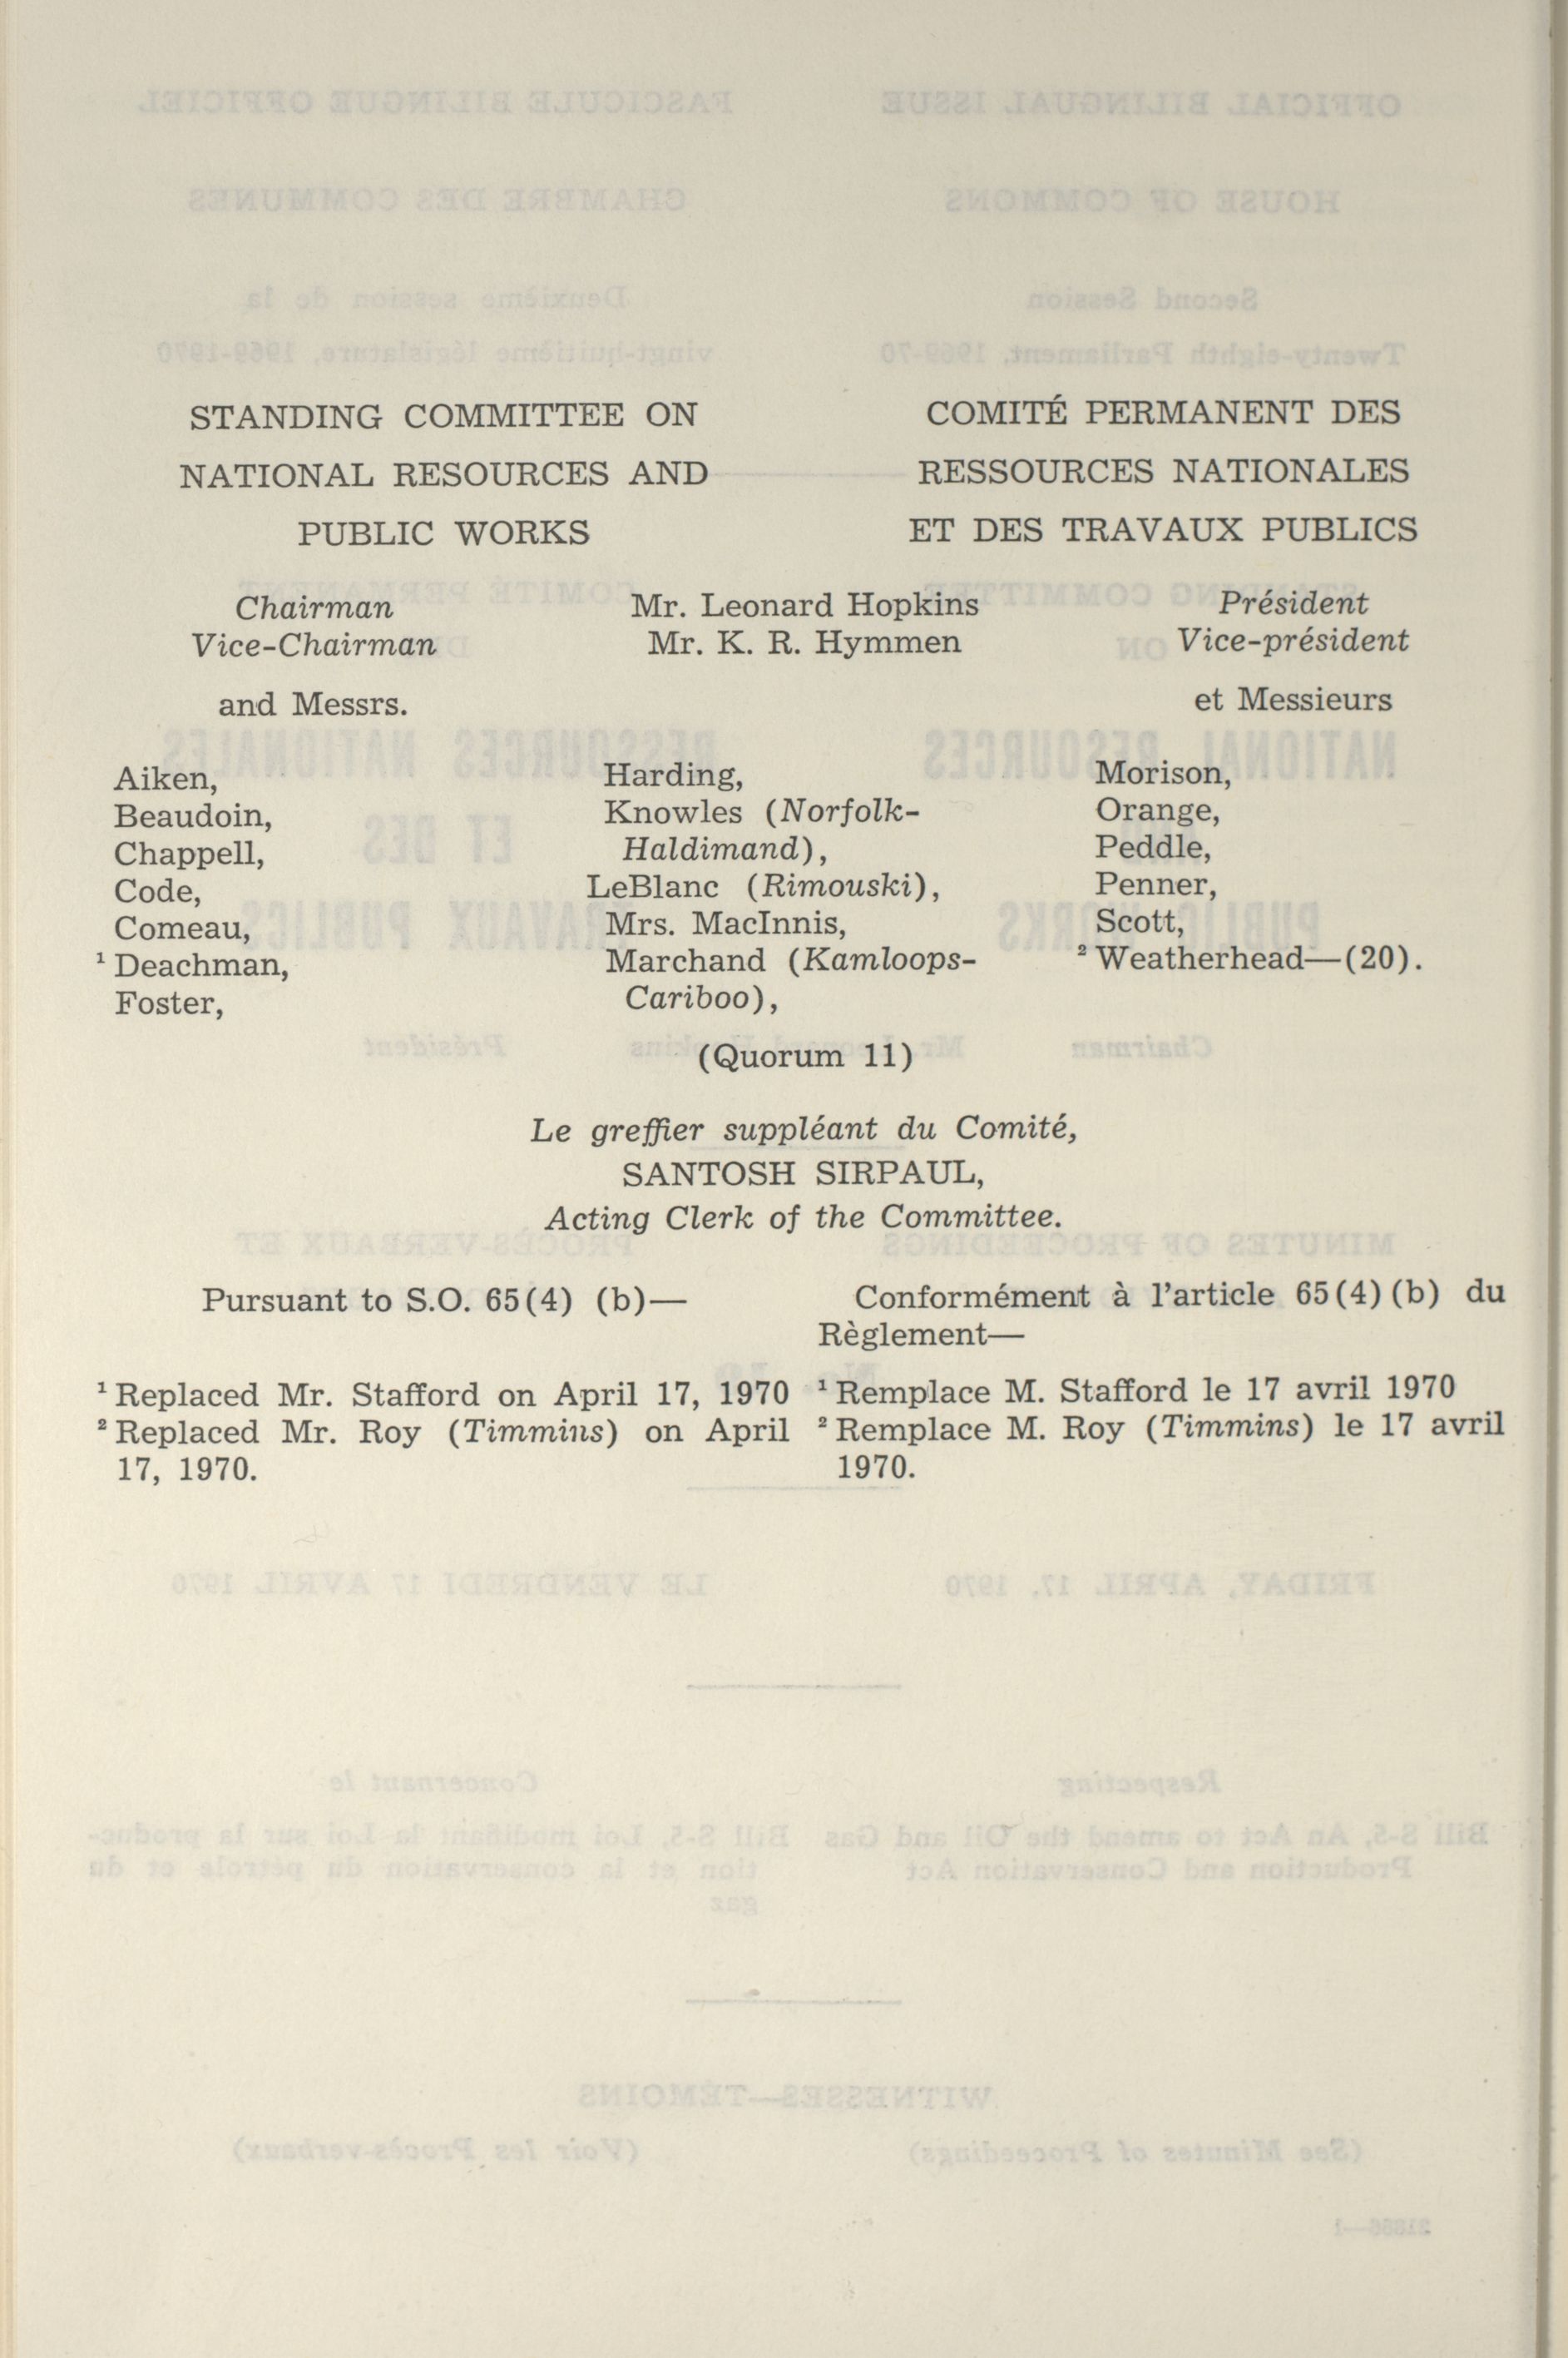 STANDING COMMITTEE ON
NATIONAL RESOURCES AND
PUBLIC WORKS
COMITÉ PERMANENT DES
RESSOURCES NATIONALES
ET DES TRAVAUX PUBLICS
Chairman Mr. Leonard Hopkins Président
Vice-Chairman Mr. K. R. Hymmen Vice-président
and Messrs. et Messieurs
Aiken,
Beaudoin,
Chappell,
Code,
Comeau,
¹ Deachman,
Foster,
Harding,
Knowles (Norfolk-
Haldimand),
LeBlanc (Rimouski),
Mrs. MacInnis,
Marchand (Kamloops-
Cariboo),
Morison,
Orange,
Peddle,
Penner,
Scott,
² Weatherhead—(20).
(Quorum 11)
Le greffier suppléant du Comité,
SANTOSH SIRPAUL,
Acting Clerk of the Committee.
Pursuant to S.O. 65(4) (b)—
¹ Replaced Mr. Stafford on April 17, 1970
² Replaced Mr. Roy (Timmins) on April
17, 1970.
Conformément à l'article 65(4)(b) du
Règlement—
¹ Remplace M. Stafford le 17 avril 1970
² Remplace M. Roy (Timmins) le 17 avril
1970.